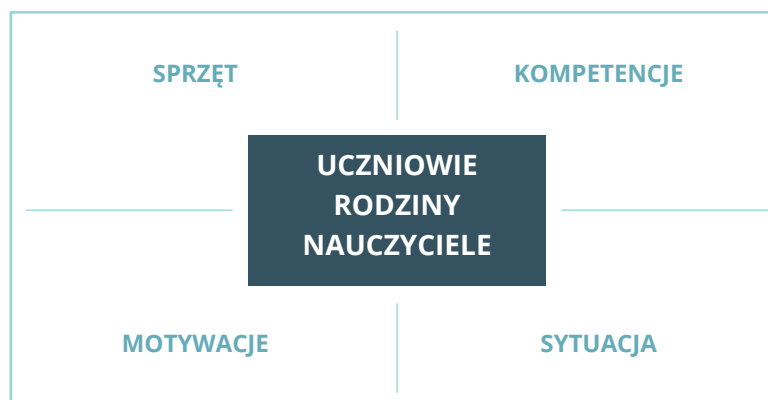 SPRZĘT
KOMPETENCJE
UCZNIOWIE
RODZINY
NAUCZYCIELE
MOTYWACJE
SYTUACJA